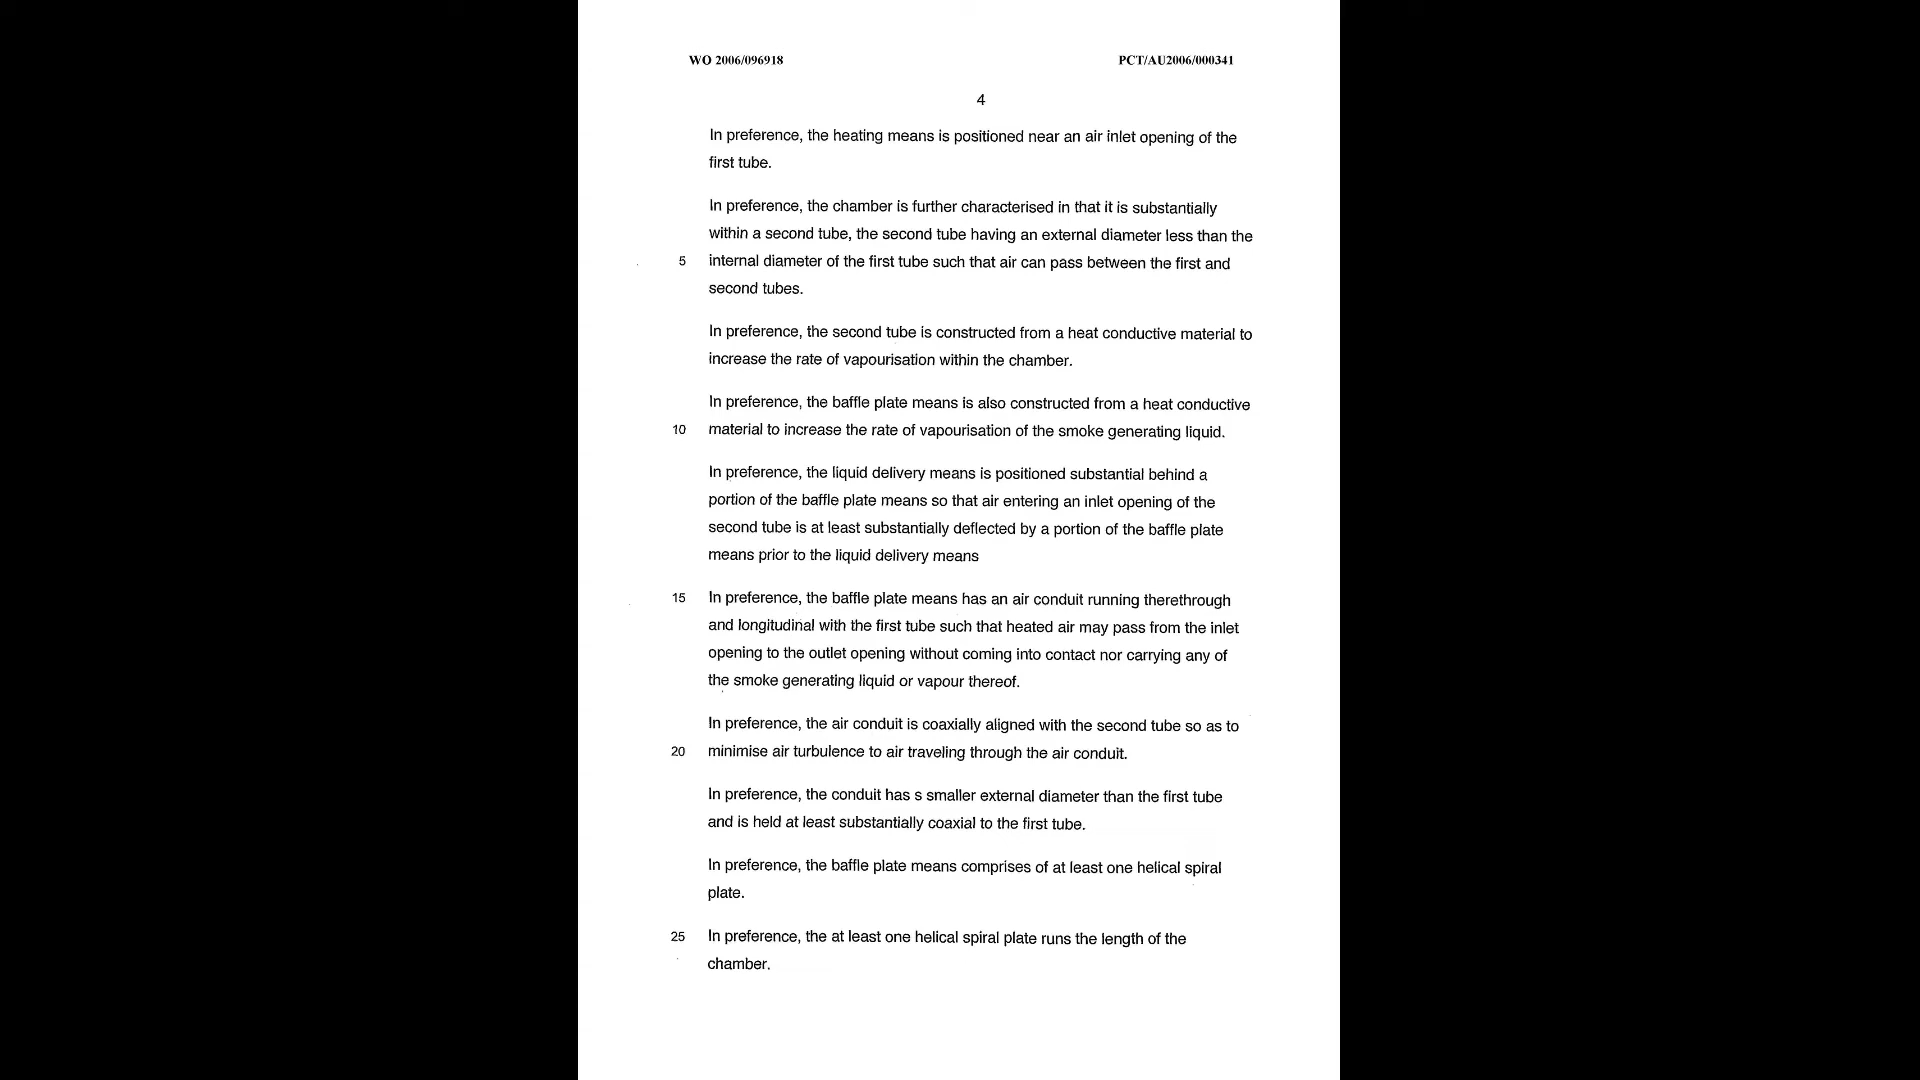 WO 2006/096918 PCT/AU2006/000341
4
In preference, the heating means is positioned near an air inlet opening of the
first tube.
In preference, the chamber is further characterised in that it is substantially
within a second tube, the second tube having an external diameter less than the
5 internal diameter of the first tube such that air can pass between the first and
second tubes.
In preference, the second tube is constructed from a heat conductive material to
increase the rate of vapourisation within the chamber.
In preference, the baffle plate means is also constructed from a heat conductive
10 material to increase the rate of vapourisation of the smoke generating liquid.
In preference, the liquid delivery means is positioned substantial behind a
portion of the baffle plate means so that air entering an inlet opening of the
second tube is at least substantially deflected by a portion of the baffle plate
means prior to the liquid delivery means
15 In preference, the baffle plate means has an air conduit running therethrough
and longitudinal with the first tube such that heated air may pass from the inlet
opening to the outlet opening without coming into contact nor carrying any of
the smoke generating liquid or vapour thereof.
In preference, the air conduit is coaxially aligned with the second tube so as to
20 minimise air turbulence to air traveling through the air conduit.
In preference, the conduit has s smaller external diameter than the first tube
and is held at least substantially coaxial to the first tube.
In preference, the baffle plate means comprises of at least one helical spiral
plate.
25 In preference, the at least one helical spiral plate runs the length of the
chamber.